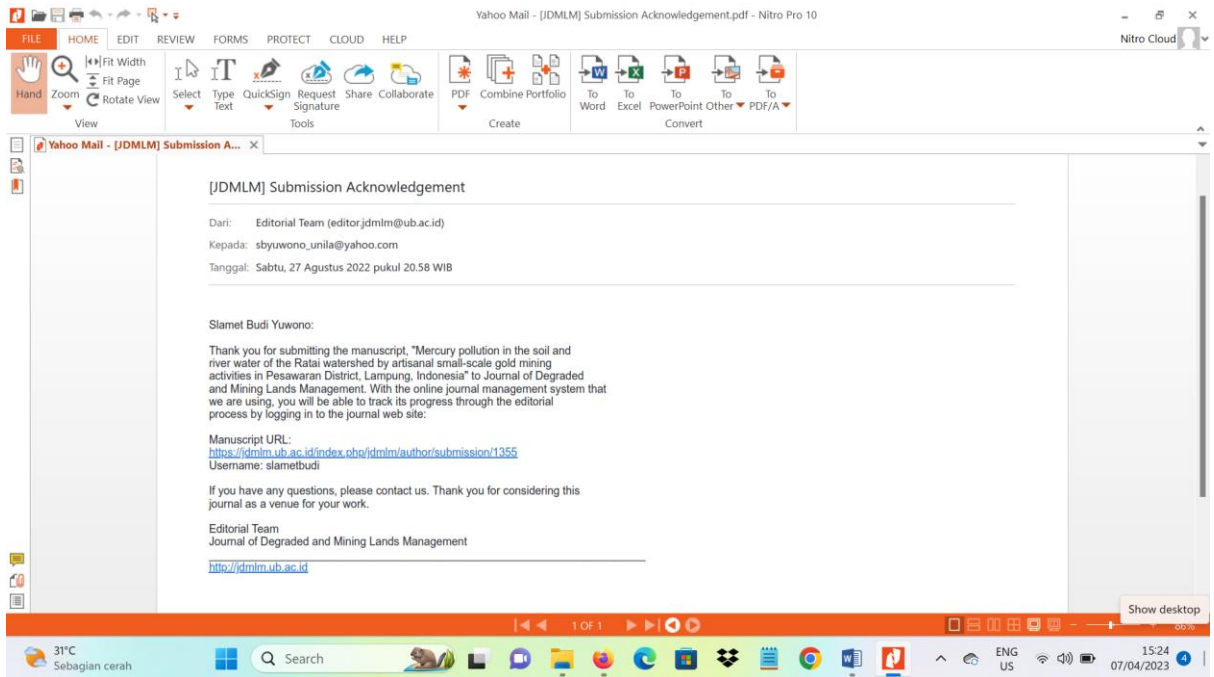 Yahoo Mail - [JDMLM] Submission Acknowledgement.pdf - Nitro Pro 10
FILE HOME EDIT REVIEW FORMS PROTECT CLOUD HELP
Nitro Cloud
Hand
Zoom
Fit Width
Fit Page
Rotate View
View
Select
Type Text
QuickSign
Request Signature
Share
Collaborate
Tools
PDF
Combine
Portfolio
Create
To Word
To Excel
To PowerPoint
To Other
To PDF/A
Convert
Yahoo Mail - [JDMLM] Submission A...
[JDMLM] Submission Acknowledgement
Dari: Editorial Team (editor.jdmlm@ub.ac.id)
Kepada: sbyuwono_unila@yahoo.com
Tanggal: Sabtu, 27 Agustus 2022 pukul 20.58 WIB
Slamet Budi Yuwono:
Thank you for submitting the manuscript, "Mercury pollution in the soil and
river water of the Ratai watershed by artisanal small-scale gold mining
activities in Pesawaran District, Lampung, Indonesia" to Journal of Degraded
and Mining Lands Management. With the online journal management system that
we are using, you will be able to track its progress through the editorial
process by logging in to the journal web site:
Manuscript URL:
https://jdmlm.ub.ac.id/index.php/jdmlm/author/submission/1355
Username: slametbudi
If you have any questions, please contact us. Thank you for considering this
journal as a venue for your work.
Editorial Team
Journal of Degraded and Mining Lands Management
http://jdmlm.ub.ac.id
Show desktop
1 OF 1
86%
31°C
Sebagian cerah
Search
ENG
US
15:24
07/04/2023
4